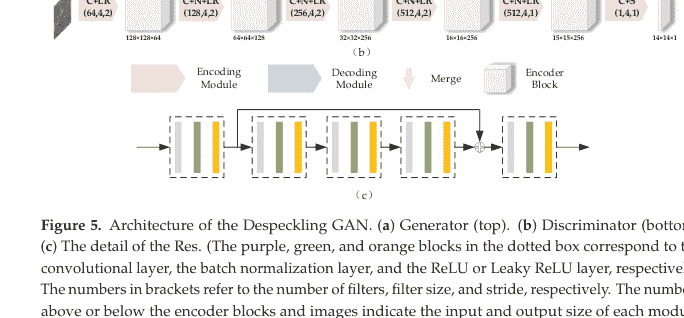 C+LR C+N+LR C+N+LR C+N+LR C+N+LR C+S
(64,4,2) (128,4,2) (256,4,2) (512,4,2) (512,4,1) (1,4,1)
128×128×64 64×64×128 32×32×256 16×16×256 15×15×256 14×14×1
(b)
Encoding Module Decoding Module Merge Encoder Block
(c)
Figure 5. Architecture of the Despeckling GAN. (a) Generator (top). (b) Discriminator (bottom
(c) The detail of the Res. (The purple, green, and orange blocks in the dotted box correspond to t
convolutional layer, the batch normalization layer, and the ReLU or Leaky ReLU layer, respective
The numbers in brackets refer to the number of filters, filter size, and stride, respectively. The numbe
above or below the encoder blocks and images indicate the input and output size of each modu